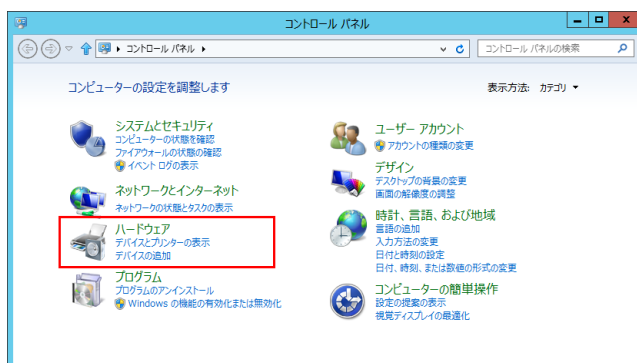 コントロール パネル
コントロール パネル
コントロール パネルの検索
コンピューターの設定を調整します
表示方法: カテゴリ
システムとセキュリティ
コンピューターの状態を確認
ファイアウォールの状態の確認
イベント ログの表示
ネットワークとインターネット
ネットワークの状態とタスクの表示
ハードウェア
デバイスとプリンターの表示
デバイスの追加
プログラム
プログラムのアンインストール
Windows の機能の有効化または無効化
ユーザー アカウント
アカウントの種類の変更
デザイン
デスクトップの背景の変更
画面の解像度の調整
時計、言語、および地域
言語の追加
入力方法の変更
日付と時刻の設定
日付、時刻、または数値の形式の変更
コンピューターの簡単操作
設定の提案の表示
視覚ディスプレイの最適化